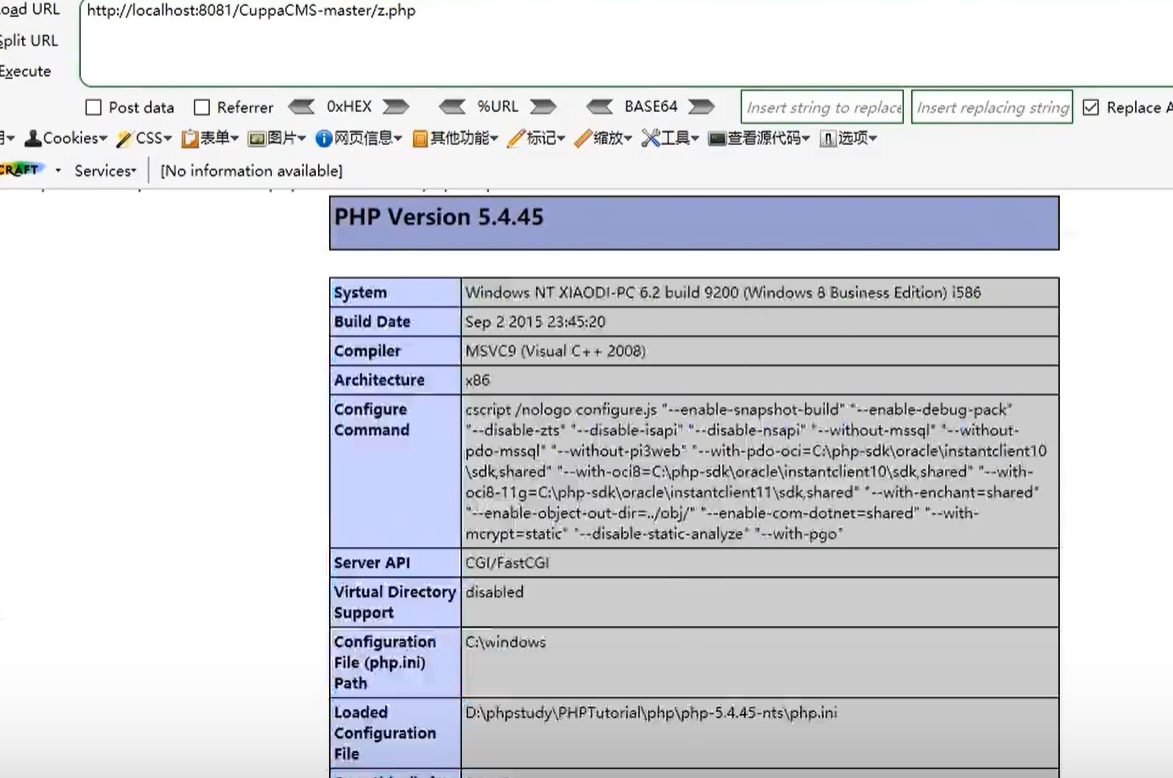 oad URL
http://localhost:8081/CuppaCMS-master/z.php
Split URL
Execute
Post data
Referrer
0xHEX
%URL
BASE64
Insert string to replace
Insert replacing string
Replace A
Cookies
CSS
表单
图片
网页信息
其他功能
标记
缩放
工具
查看源代码
选项
CRAFT
Services
[No information available]
PHP Version 5.4.45
System
Windows NT XIAODI-PC 6.2 build 9200 (Windows 8 Business Edition) i586
Build Date
Sep 2 2015 23:45:20
Compiler
MSVC9 (Visual C++ 2008)
Architecture
x86
Configure
Command
cscript /nologo configure.js "--enable-snapshot-build" "--enable-debug-pack"
"--disable-zts" "--disable-isapi" "--disable-nsapi" "--without-mssql" "--without-
pdo-mssql" "--without-pi3web" "--with-pdo-oci=C:\php-sdk\oracle\instantclient10
\sdk,shared" "--with-oci8=C:\php-sdk\oracle\instantclient10\sdk,shared" "--with-
oci8-11g=C:\php-sdk\oracle\instantclient11\sdk,shared" "--with-enchant=shared"
"--enable-object-out-dir=../obj/" "--enable-com-dotnet=shared" "--with-
mcrypt=static" "--disable-static-analyze" "--with-pgo"
Server API
CGI/FastCGI
Virtual Directory
Support
disabled
Configuration
File (php.ini)
Path
C:\windows
Loaded
Configuration
File
D:\phpstudy\PHPTutorial\php\php-5.4.45-nts\php.ini